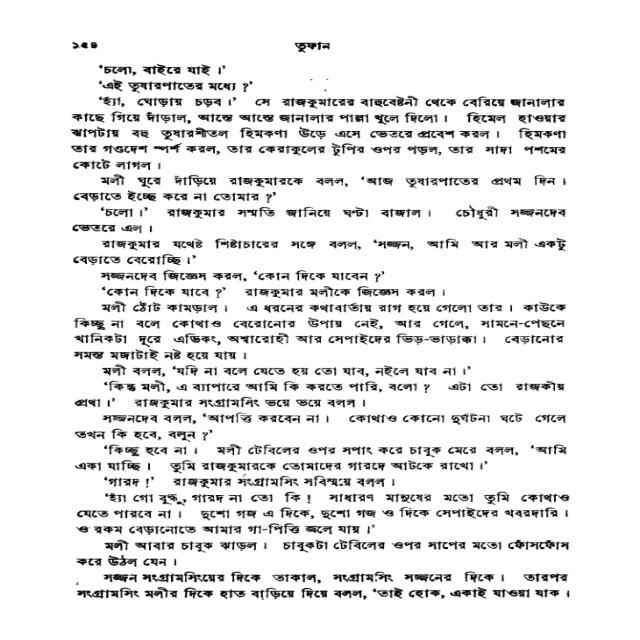 ১৫৪ তুফান
'চলো, বাইরে যাই।'
'এই তুষারপাতের মধ্যে?'
'হ্যাঁ, ঘোড়ায় চড়ব।' সে রাজকুমারের বাহুবেষ্টনী থেকে বেরিয়ে জানালার
কাছে গিয়ে দাঁড়াল, আস্তে আস্তে জানালার পাল্লা খুলে দিলো। হিমেল হাওয়ার
ঝাপটায় বহু তুষারশীতল হিমকণা উড়ে এসে ভেতরে প্রবেশ করল। হিমকণা
তার গণ্ডদেশ স্পর্শ করল, তার কেরাকুলের টুপির ওপর পড়ল, তার সাদা পশমের
কোটে লাগল।
মলী ঘুরে দাঁড়িয়ে রাজকুমারকে বলল, 'আজ তুষারপাতের প্রথম দিন।
বেড়াতে ইচ্ছে করে না তোমার?'
'চলো।' রাজকুমার সম্মতি জানিয়ে ঘণ্টা বাজাল। চৌধুরী সজ্জনদেব
ভেতরে এল।
রাজকুমার যথেষ্ট শিষ্টাচারের সঙ্গে বলল, 'সজ্জন, আমি আর মলী একটু
বেড়াতে বেরোচ্ছি।'
সজ্জনদেব জিজ্ঞেস করল, 'কোন দিকে যাবেন?'
'কোন দিকে যাবে?' রাজকুমার মলীকে জিজ্ঞেস করল।
মলী ঠোঁট কামড়াল। এ ধরনের কথাবার্তায় রাগ হয়ে গেলো তার। কাউকে
কিচ্ছু না বলে কোথাও বেরোনোর উপায় নেই, আর গেলে, সামনে-পেছনে
খানিকটা দূরে এডিকং, অশ্বারোহী আর সেপাইদের ভিড়-ভাড়াক্কা। বেড়ানোর
সমস্ত মজাটাই নষ্ট হয়ে যায়।
মলী বলল, 'যদি না বলে যেতে হয় তো যাব, নইলে যাব না।'
'কিন্তু মলী, এ ব্যাপারে আমি কি করতে পারি, বলো? এটা তো রাজকীয়
প্রথা।' রাজকুমার সংগ্রামসিং ভয়ে ভয়ে বলল।
সজ্জনদেব বলল, 'আপত্তি করবেন না। কোথাও কোনো দুর্ঘটনা ঘটে গেলে
তখন কি হবে, বলুন?'
'কিচ্ছু হবে না। মলী টেবিলের ওপর সপাং করে চাবুক মেরে বলল, 'আমি
একা যাচ্ছি। তুমি রাজকুমারকে তোমাদের গারদে আটকে রাখো।'
'গারদ!' রাজকুমার সংগ্রামসিং সবিস্ময়ে বলল।
'হ্যাঁ গো বুদ্ধু, গারদ না তো কি! সাধারণ মানুষের মতো তুমি কোথাও
যেতে পারবে না। দুশো গজ এ দিকে, দুশো গজ ও দিকে সেপাইদের খবরদারি।
ও রকম বেড়ানোতে আমার গা-পিত্তি জলে যায়।'
মলী আবার চাবুক ঝাড়ল। চাবুকটা টেবিলের ওপর সাপের মতো ফোঁসফোঁস
করে উঠল যেন।
সজ্জন সংগ্রামসিংয়ের দিকে তাকাল, সংগ্রামসিং সজ্জনের দিকে। তারপর
সংগ্রামসিং মলীর দিকে হাত বাড়িয়ে দিয়ে বলল, 'তাই হোক, একাই যাওয়া যাক।